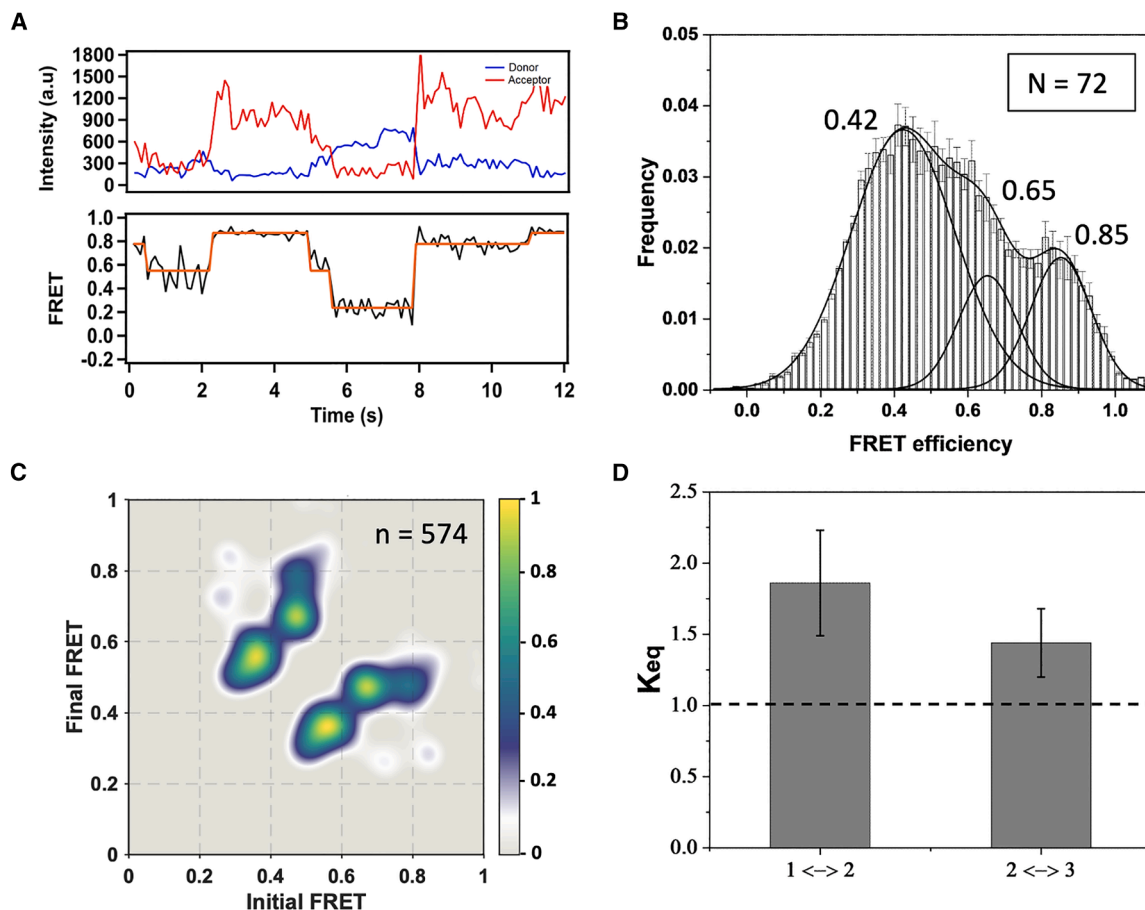 A
Intensity (a.u)
1800
1500
1200
900
600
300
0
Donor
Acceptor
FRET
1.0
0.8
0.6
0.4
0.2
0.0
-0.2
0 2 4 6 8 10 12
Time (s)
B
Frequency
0.05
0.04
0.03
0.02
0.01
0.00
N = 72
0.42
0.65
0.85
0.0 0.2 0.4 0.6 0.8 1.0
FRET efficiency
C
Final FRET
1
0.8
0.6
0.4
0.2
0
n = 574
0 0.2 0.4 0.6 0.8 1
Initial FRET
1
0.8
0.6
0.4
0.2
0
D
Keq
2.5
2.0
1.5
1.0
0.5
0.0
1 <-> 2 2 <-> 3